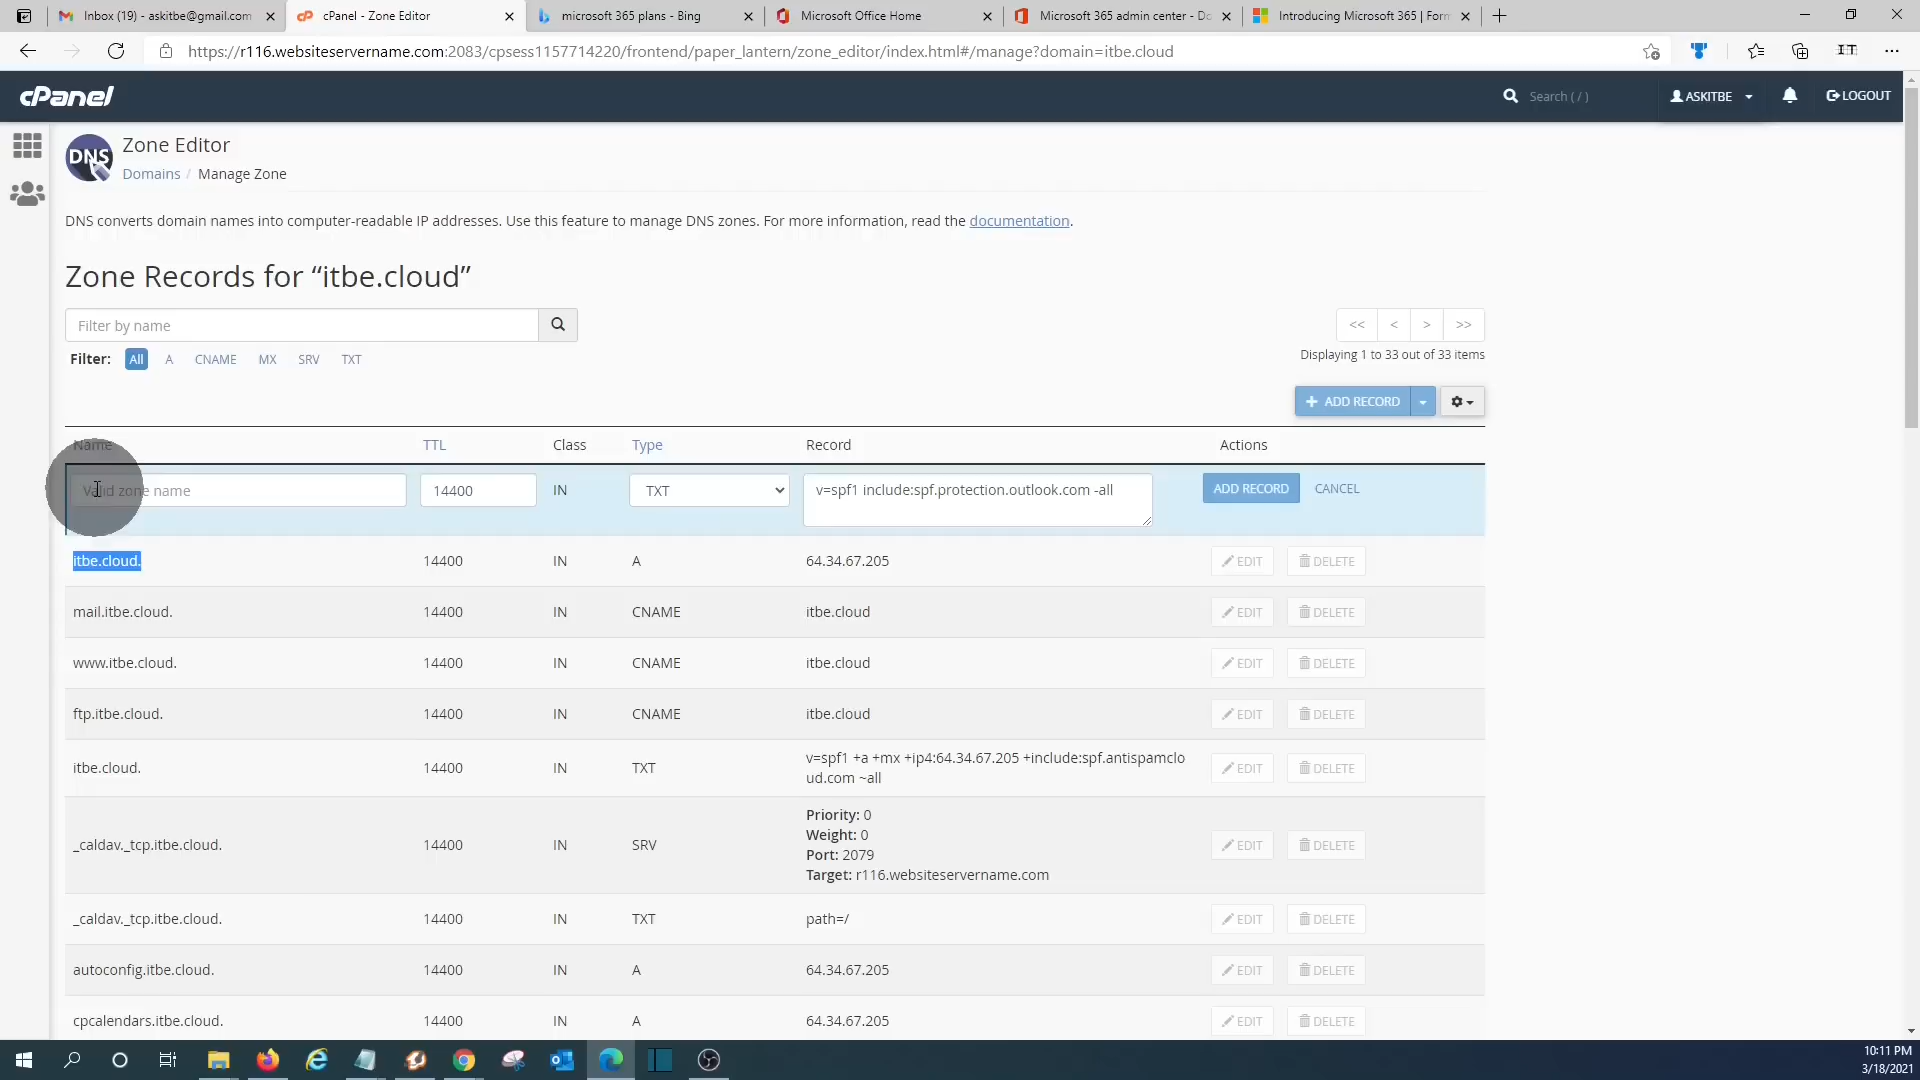 Inbox (19) - askitbe@gmail.com
cPanel - Zone Editor
microsoft 365 plans - Bing
Microsoft Office Home
Microsoft 365 admin center - Do
Introducing Microsoft 365 | Form
https://r116.websiteservername.com:2083/cpsess1157714220/frontend/paper_lantern/zone_editor/index.html#/manage?domain=itbe.cloud
cPanel
Search ( / )
ASKITBE
LOGOUT
DNS
Zone Editor
Domains / Manage Zone
DNS converts domain names into computer-readable IP addresses. Use this feature to manage DNS zones. For more information, read the documentation.
Zone Records for “itbe.cloud”
Filter by name
<< < > >>
Filter: All A CNAME MX SRV TXT
Displaying 1 to 33 out of 33 items
+ ADD RECORD
Name TTL Class Type Record Actions
Valid zone name 14400 IN TXT v=spf1 include:spf.protection.outlook.com -all ADD RECORD CANCEL
itbe.cloud. 14400 IN A 64.34.67.205 EDIT DELETE
mail.itbe.cloud. 14400 IN CNAME itbe.cloud EDIT DELETE
www.itbe.cloud. 14400 IN CNAME itbe.cloud EDIT DELETE
ftp.itbe.cloud. 14400 IN CNAME itbe.cloud EDIT DELETE
itbe.cloud. 14400 IN TXT v=spf1 +a +mx +ip4:64.34.67.205 +include:spf.antispamclo
ud.com ~all EDIT DELETE
Priority: 0
Weight: 0
_caldav._tcp.itbe.cloud. 14400 IN SRV EDIT DELETE
Port: 2079
Target: r116.websiteservername.com
_caldav._tcp.itbe.cloud. 14400 IN TXT path=/ EDIT DELETE
autoconfig.itbe.cloud. 14400 IN A 64.34.67.205 EDIT DELETE
cpcalendars.itbe.cloud. 14400 IN A 64.34.67.205 EDIT DELETE
10:11 PM
3/18/2021